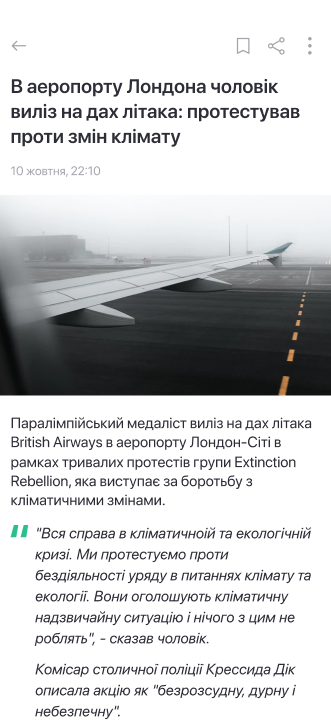 В аеропорту Лондона чоловік
виліз на дах літака: протестував
проти змін клімату
10 жовтня, 22:10
Паралімпійський медаліст виліз на дах літака
British Airways в аеропорту Лондон-Сіті в
рамках тривалих протестів групи Extinction
Rebellion, яка виступає за боротьбу з
кліматичними змінами.
"Вся справа в кліматичноій та екологічній
кризі. Ми протестуємо проти
бездіяльності уряду в питаннях клімату та
екології. Вони оголошують кліматичну
надзвичайну ситуацію і нічого з цим не
роблять", - сказав чоловік.
Комісар столичної поліції Крессида Дік
описала акцію як "безрозсудну, дурну і
небезпечну".